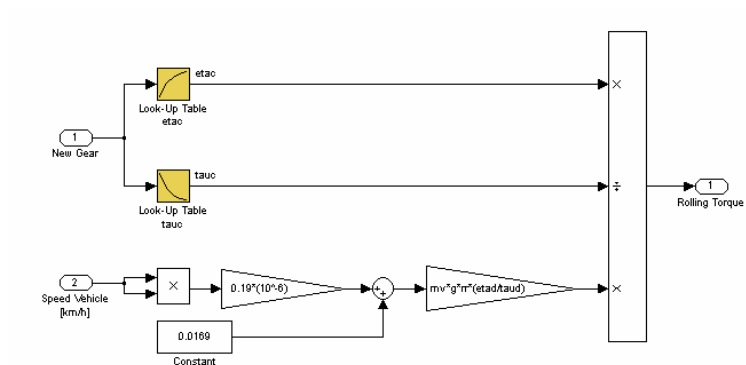 etac
×
Look-Up Table
etac
1
New Gear
tauc
÷
1
Look-Up Table
tauc
Rolling Torque
2
×
0.19*(10^-6)
+
+
mv*g*rr*(etad/taud)
×
Speed Vehicle
[km/h]
0.0169
Constant